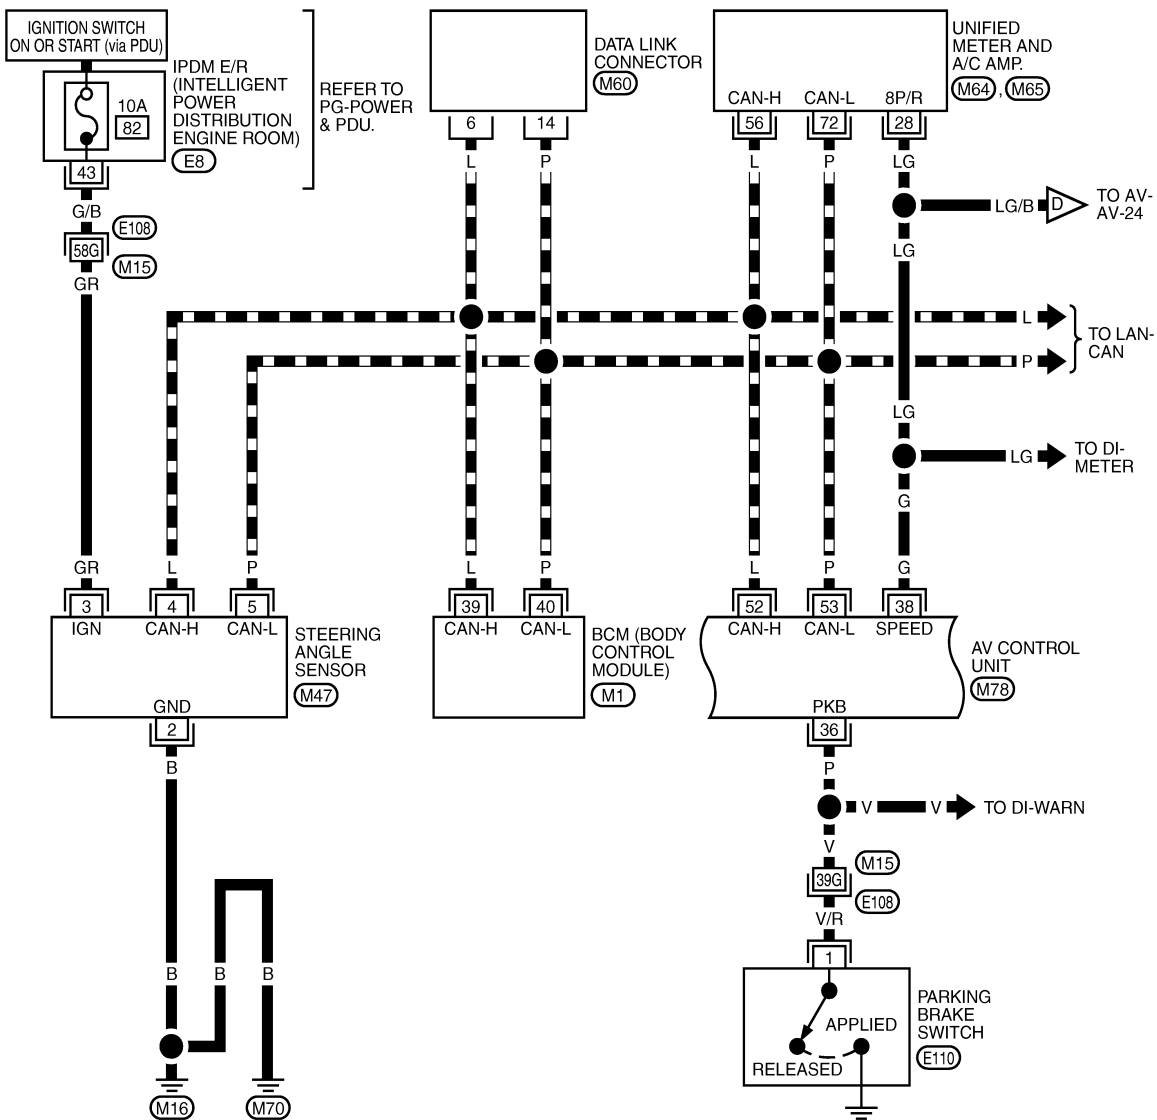 IGNITION SWITCH
ON OR START (via PDU)
10A
82
IPDM E/R
(INTELLIGENT
POWER
DISTRIBUTION
ENGINE ROOM)
E8
REFER TO
PG-POWER
& PDU.
43
G/B
E108
58G
M15
GR
DATA LINK
CONNECTOR
M60
6
14
L
P
UNIFIED
METER AND
A/C AMP.
M64 , M65
CAN-H
CAN-L
8P/R
56
72
28
L
P
LG
LG/B
D
TO AV-
AV-24
LG
L
P
TO LAN-
CAN
LG
LG
TO DI-
METER
G
GR
L
P
L
P
L
P
G
3
4
5
39
40
52
53
38
IGN
CAN-H
CAN-L
STEERING
ANGLE
SENSOR
M47
GND
2
CAN-H
CAN-L
BCM (BODY
CONTROL
MODULE)
M1
CAN-H
CAN-L
SPEED
AV CONTROL
UNIT
M78
PKB
36
B
P
V
V
TO DI-WARN
V
M15
39G
E108
V/R
1
B
B
B
M16
M70
APPLIED
RELEASED
PARKING
BRAKE
SWITCH
E110